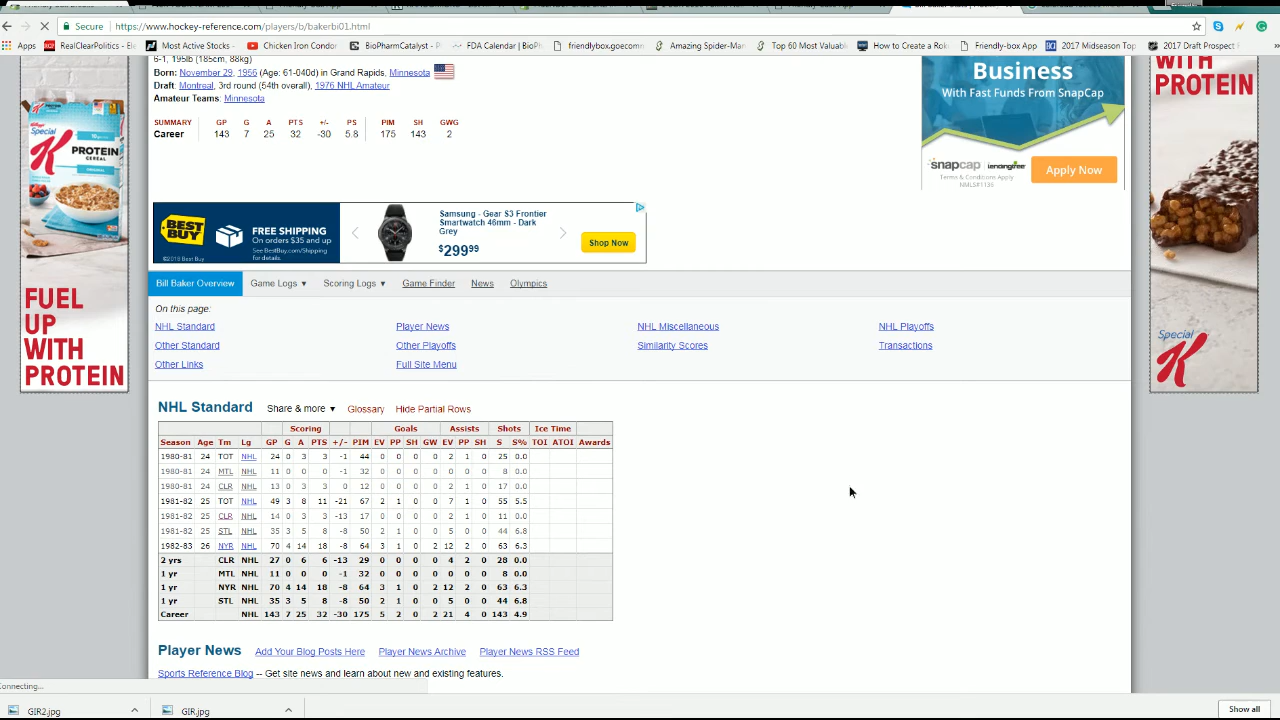 Secure | https://www.hockey-reference.com/players/b/bakerbi01.html
Apps RealClearPolitics - Ele Most Active Stocks Chicken Iron Condor BioPharmCatalyst - P FDA Calendar | BioPh friendlybox.goecomme Amazing Spider-Man Top 60 Most Valuable How to Create a Robo Friendly-box App 2017 Midseason Top 2017 Draft Prospect R
6-1, 195lb (185cm, 88kg)
Born: November 29, 1956 (Age: 61-040d) in Grand Rapids, Minnesota
Draft: Montreal, 3rd round (54th overall), 1976 NHL Amateur
Amateur Teams: Minnesota
SUMMARY GP G A PTS +/- PS PIM SH GWG
Career 143 7 25 32 -30 5.8 175 143 2
Business
With Fast Funds From SnapCap
snapcap lendingtree
Terms & Conditions Apply
NMLS#1136
Apply Now
WITH
PROTEIN
Special K
Kellogg's
Special K
PROTEIN
CEREAL
FUEL
UP
WITH
PROTEIN
BEST BUY
FREE SHIPPING
On orders $35 and up
See BestBuy.com/Shipping
for details.
©2018 Best Buy
Samsung - Gear S3 Frontier
Smartwatch 46mm - Dark
Grey
$299.99
Shop Now
Bill Baker Overview Game Logs ▼ Scoring Logs ▼ Game Finder News Olympics
On this page:
NHL Standard Player News NHL Miscellaneous NHL Playoffs
Other Standard Other Playoffs Similarity Scores Transactions
Other Links Full Site Menu
NHL Standard Share & more ▼ Glossary Hide Partial Rows
Scoring Goals Assists Shots Ice Time
Season Age Tm Lg GP G A PTS +/- PIM EV PP SH GW EV PP SH S S% TOI ATOI Awards
1980-81 24 TOT NHL 24 0 3 3 -1 44 0 0 0 0 2 1 0 25 0.0
1980-81 24 MTL NHL 11 0 0 0 -1 32 0 0 0 0 0 0 0 8 0.0
1980-81 24 CLR NHL 13 0 3 3 0 12 0 0 0 0 2 1 0 17 0.0
1981-82 25 TOT NHL 49 3 8 11 -21 67 2 1 0 0 7 1 0 55 5.5
1981-82 25 CLR NHL 14 0 3 3 -13 17 0 0 0 0 2 1 0 11 0.0
1981-82 25 STL NHL 35 3 5 8 -8 50 2 1 0 0 5 0 0 44 6.8
1982-83 26 NYR NHL 70 4 14 18 -8 64 3 1 0 2 12 2 0 63 6.3
2 yrs CLR NHL 27 0 6 6 -13 29 0 0 0 0 4 2 0 28 0.0
1 yr MTL NHL 11 0 0 0 -1 32 0 0 0 0 0 0 0 8 0.0
1 yr NYR NHL 70 4 14 18 -8 64 3 1 0 2 12 2 0 63 6.3
1 yr STL NHL 35 3 5 8 -8 50 2 1 0 0 5 0 0 44 6.8
Career NHL 143 7 25 32 -30 175 5 2 0 2 21 4 0 143 4.9
Player News Add Your Blog Posts Here Player News Archive Player News RSS Feed
Sports Reference Blog -- Get site news and learn about new and existing features.
Connecting...
GIR2.jpg GIR.jpg Show all